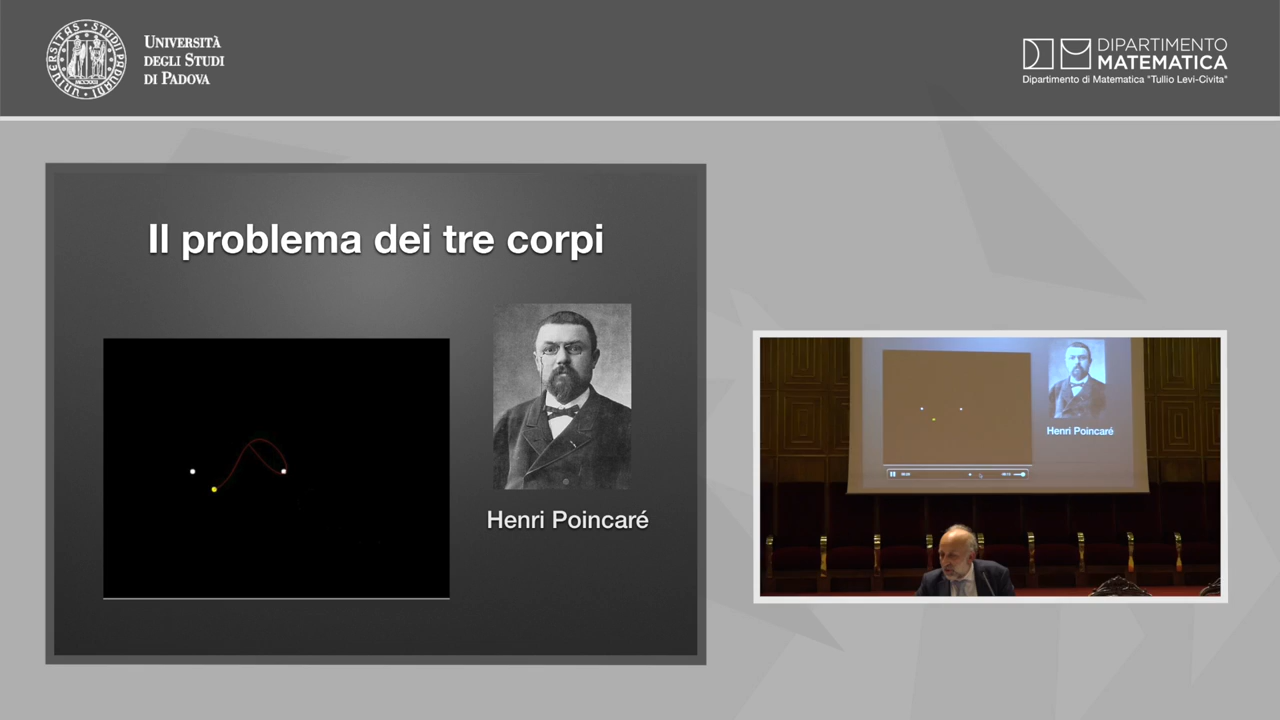 UNIVERSITÀ
DEGLI STUDI
DI PADOVA
DIPARTIMENTO
MATEMATICA
Dipartimento di Matematica "Tullio Levi-Civita"
Il problema dei tre corpi
Henri Poincaré
Henri Poincaré